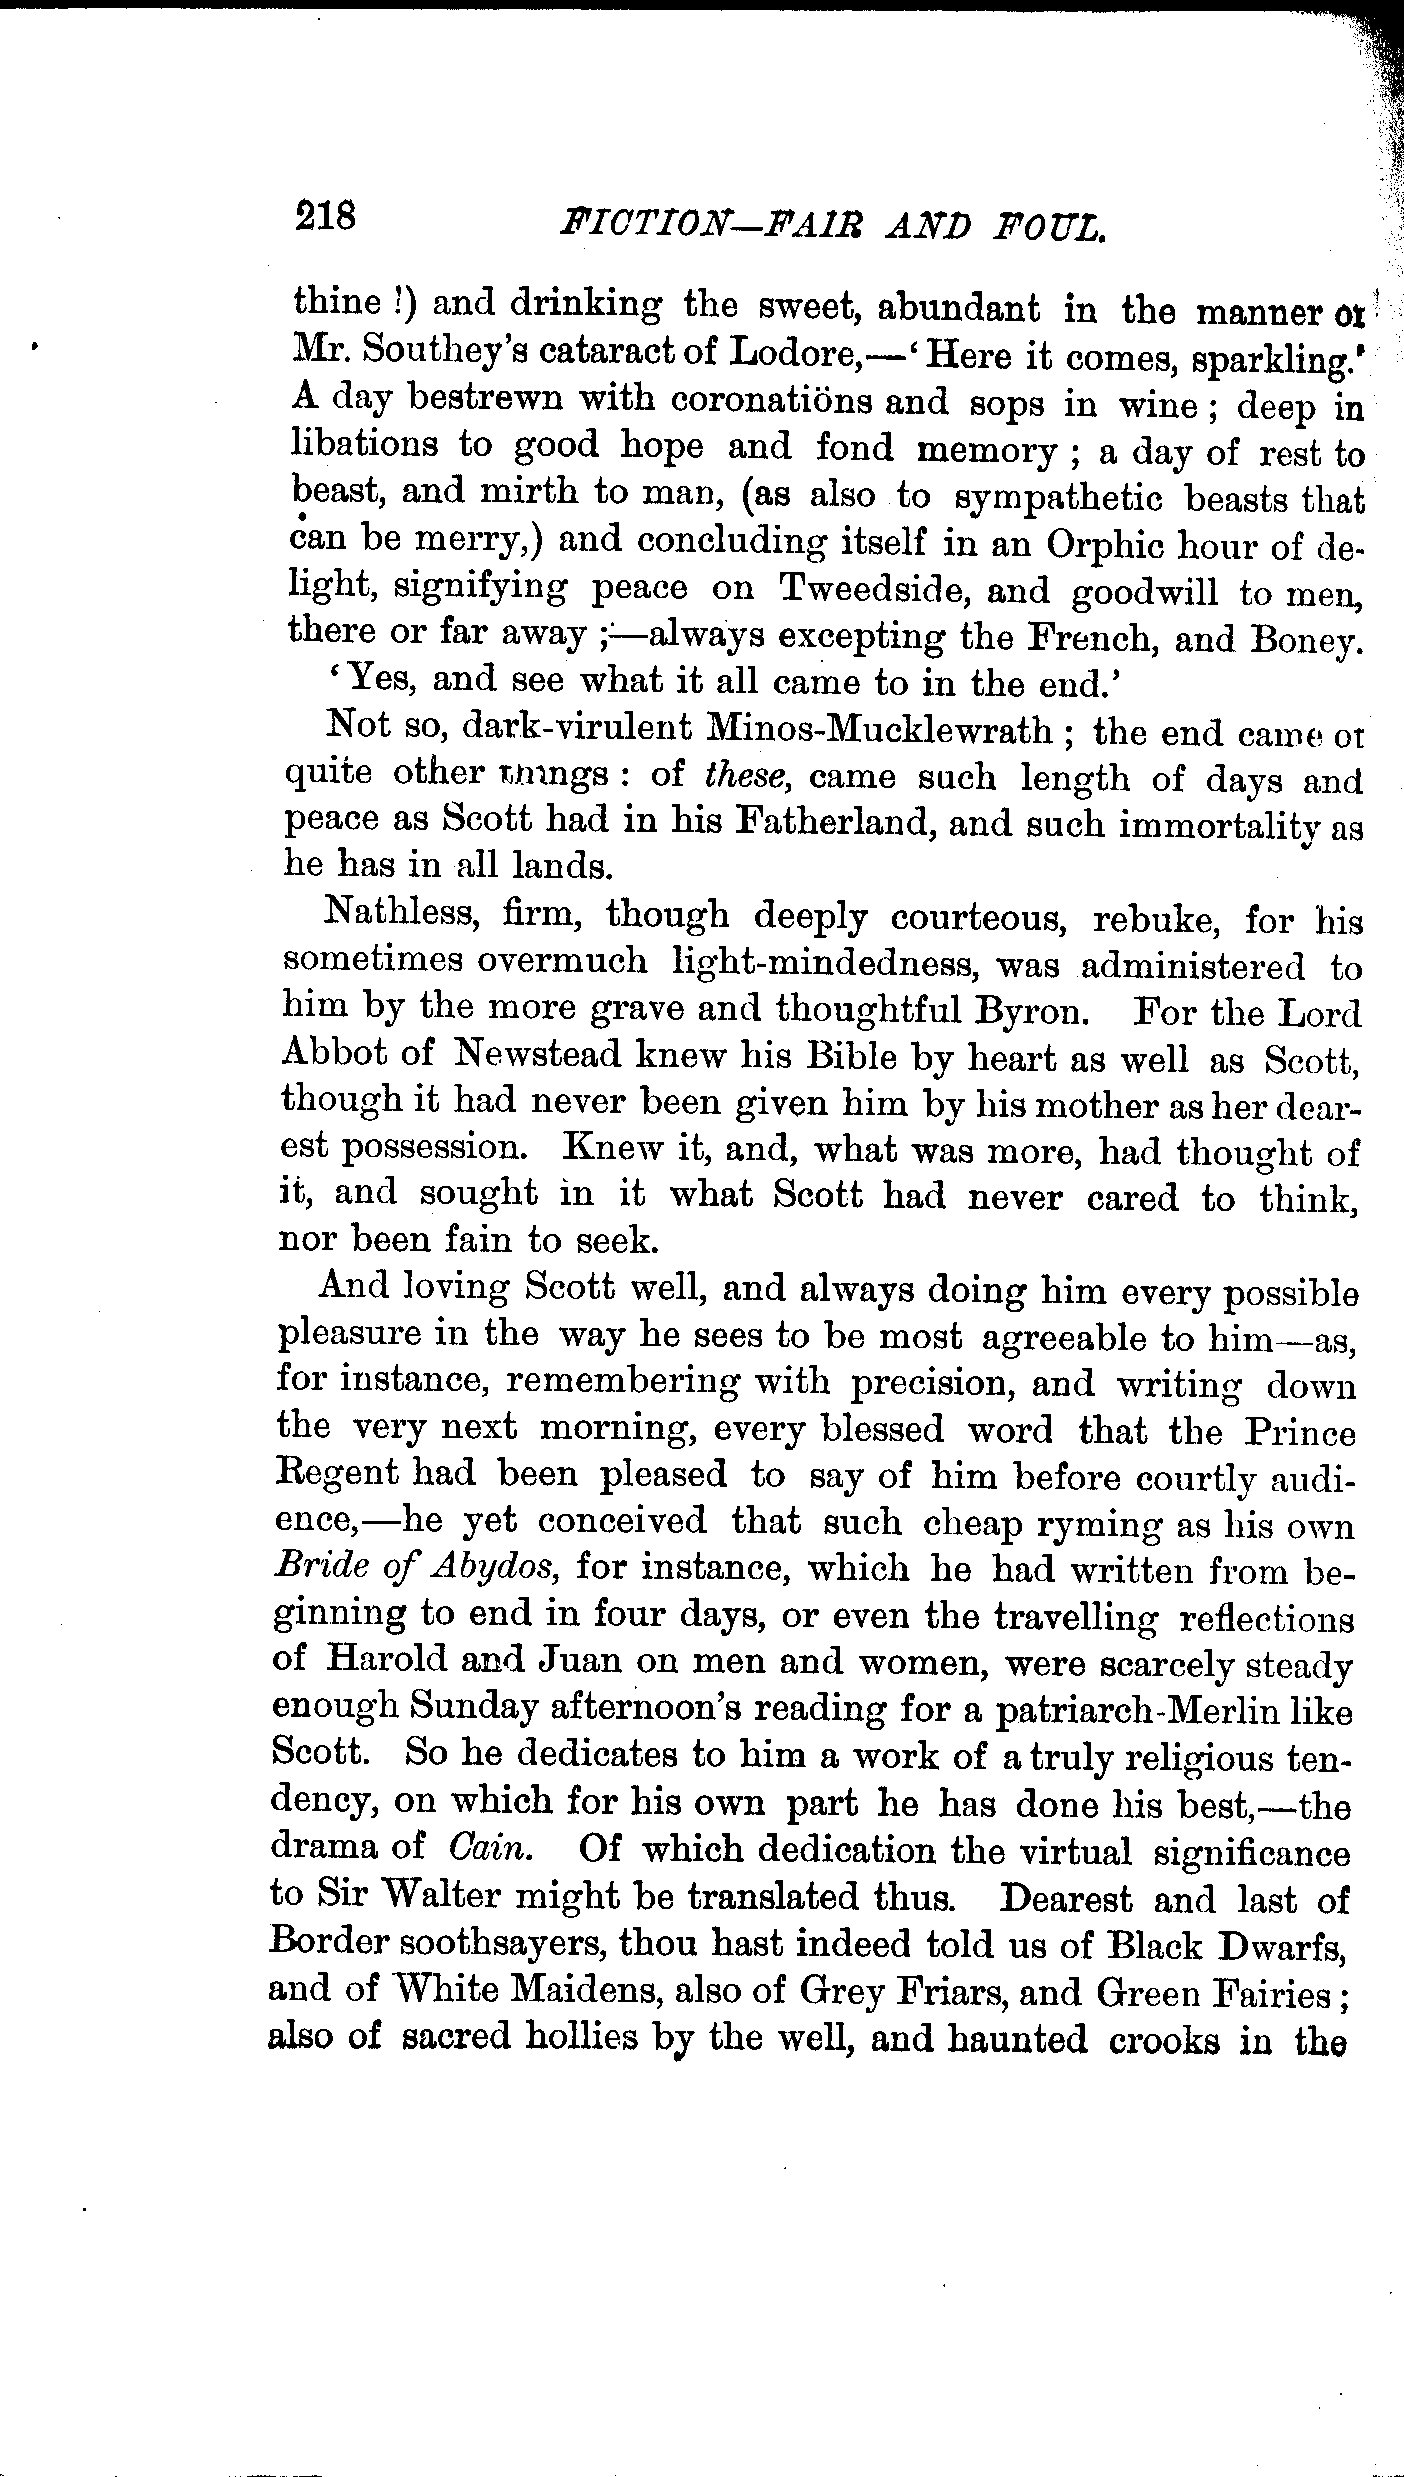 218 FICTION—FAIR AND FOUL.
thine !) and drinking the sweet, abundant in the manner of
Mr. Southey's cataract of Lodore,—‘Here it comes, sparkling.’
A day bestrewn with coronatiöns and sops in wine ; deep in
libations to good hope and fond memory ; a day of rest to
beast, and mirth to man, (as also to sympathetic beasts that
can be merry,) and concluding itself in an Orphic hour of de-
light, signifying peace on Tweedside, and goodwill to men,
there or far away ;—always excepting the French, and Boney.
‘Yes, and see what it all came to in the end.’
Not so, dark-virulent Minos-Mucklewrath ; the end came of
quite other things : of these, came such length of days and
peace as Scott had in his Fatherland, and such immortality as
he has in all lands.
Nathless, firm, though deeply courteous, rebuke, for his
sometimes overmuch light-mindedness, was administered to
him by the more grave and thoughtful Byron. For the Lord
Abbot of Newstead knew his Bible by heart as well as Scott,
though it had never been given him by his mother as her dear-
est possession. Knew it, and, what was more, had thought of
it, and sought in it what Scott had never cared to think,
nor been fain to seek.
And loving Scott well, and always doing him every possible
pleasure in the way he sees to be most agreeable to him—as,
for instance, remembering with precision, and writing down
the very next morning, every blessed word that the Prince
Regent had been pleased to say of him before courtly audi-
ence,—he yet conceived that such cheap ryming as his own
Bride of Abydos, for instance, which he had written from be-
ginning to end in four days, or even the travelling reflections
of Harold and Juan on men and women, were scarcely steady
enough Sunday afternoon's reading for a patriarch-Merlin like
Scott. So he dedicates to him a work of a truly religious ten-
dency, on which for his own part he has done his best,—the
drama of Cain. Of which dedication the virtual significance
to Sir Walter might be translated thus. Dearest and last of
Border soothsayers, thou hast indeed told us of Black Dwarfs,
and of White Maidens, also of Grey Friars, and Green Fairies ;
also of sacred hollies by the well, and haunted crooks in the